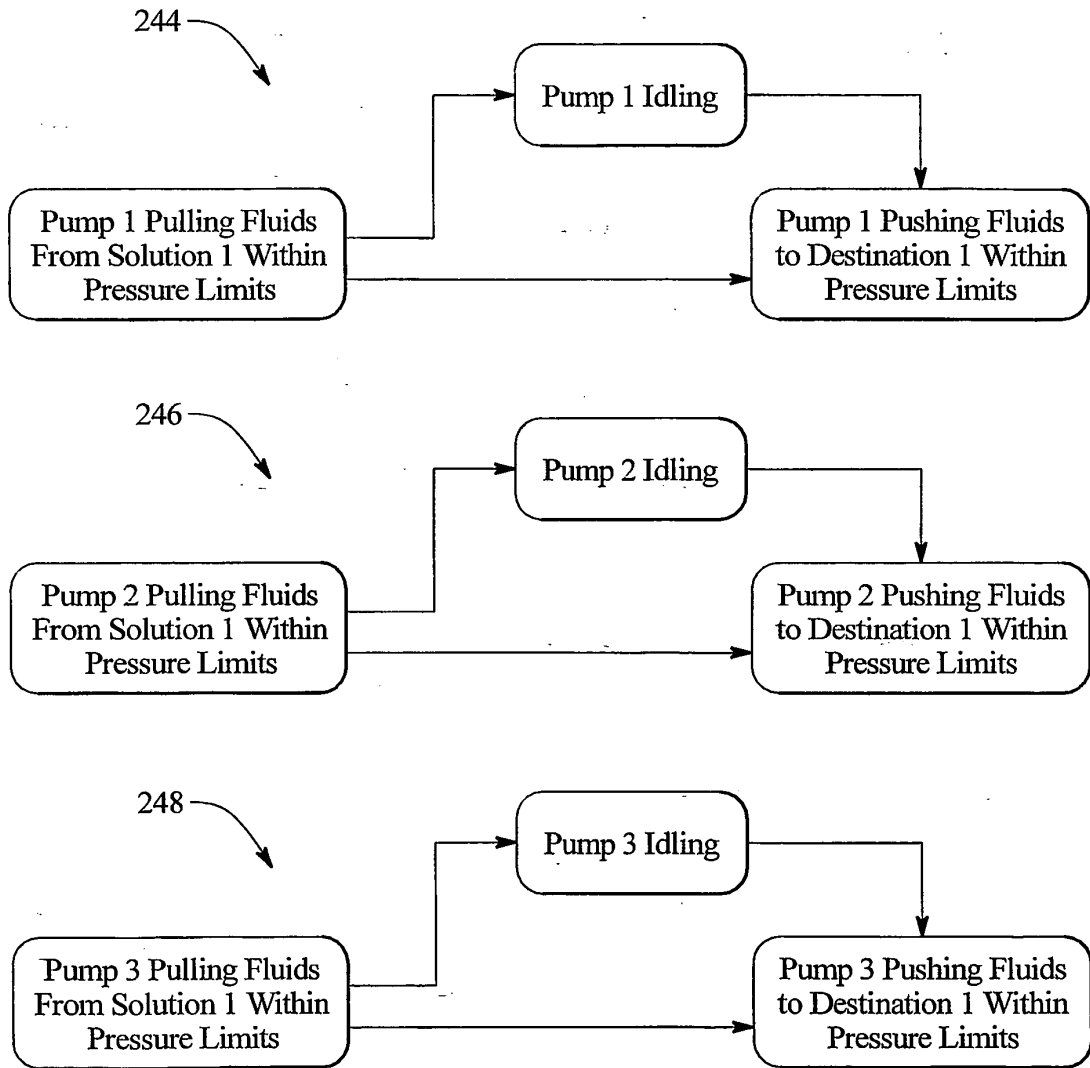 244
Pump 1 Idling
Pump 1 Pulling Fluids
From Solution 1 Within
Pressure Limits
Pump 1 Pushing Fluids
to Destination 1 Within
Pressure Limits
246
Pump 2 Idling
Pump 2 Pulling Fluids
From Solution 1 Within
Pressure Limits
Pump 2 Pushing Fluids
to Destination 1 Within
Pressure Limits
248
Pump 3 Idling
Pump 3 Pulling Fluids
From Solution 1 Within
Pressure Limits
Pump 3 Pushing Fluids
to Destination 1 Within
Pressure Limits